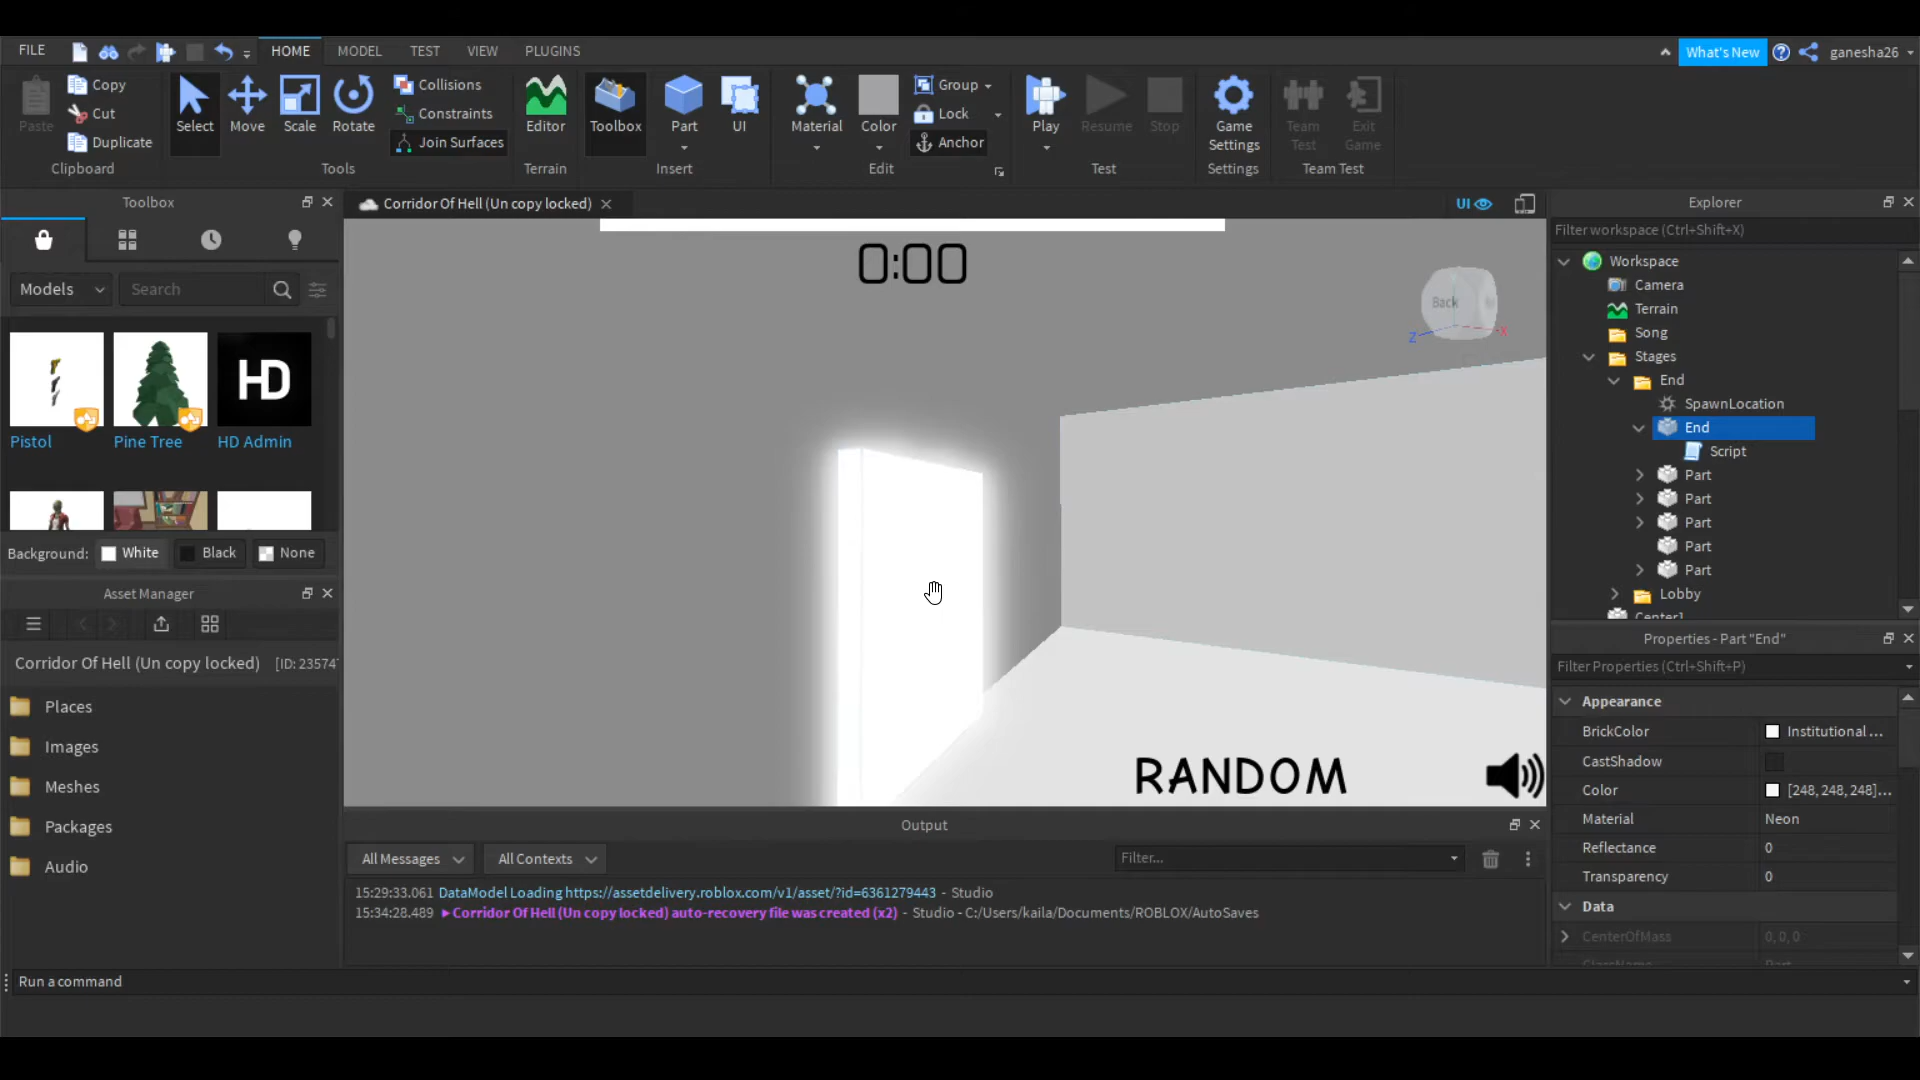 FILE
HOME
MODEL
TEST
VIEW
PLUGINS
What's New
ganesha26
Paste
Copy
Cut
Duplicate
Clipboard
Select
Move
Scale
Rotate
Collisions
Constraints
Join Surfaces
Tools
Editor
Terrain
Toolbox
Part
UI
Insert
Material
Color
Group
Lock
Anchor
Edit
Play
Resume
Stop
Test
Game
Settings
Settings
Team
Test
Exit
Game
Team Test
Toolbox
Models
Search
Pistol
Pine Tree
HD
HD Admin
Background:
White
Black
None
Asset Manager
Corridor Of Hell (Un copy locked) [ID: 23574
Places
Images
Meshes
Packages
Audio
Corridor Of Hell (Un copy locked)
UI
0:00
Back
Z
X
RANDOM
Output
All Messages
All Contexts
Filter...
15:29:33.061 DataModel Loading https://assetdelivery.roblox.com/v1/asset/?id=6361279443 - Studio
15:34:28.489 Corridor Of Hell (Un copy locked) auto-recovery file was created (x2) - Studio - C:/Users/kaila/Documents/ROBLOX/AutoSaves
Run a command
Explorer
Filter workspace (Ctrl+Shift+X)
Workspace
Camera
Terrain
Song
Stages
End
SpawnLocation
End
Script
Part
Part
Part
Part
Part
Lobby
Center1
Properties - Part "End"
Filter Properties (Ctrl+Shift+P)
Appearance
BrickColor Institutional ...
CastShadow
Color [248, 248, 248]...
Material Neon
Reflectance 0
Transparency 0
Data
CenterOfMass 0, 0, 0